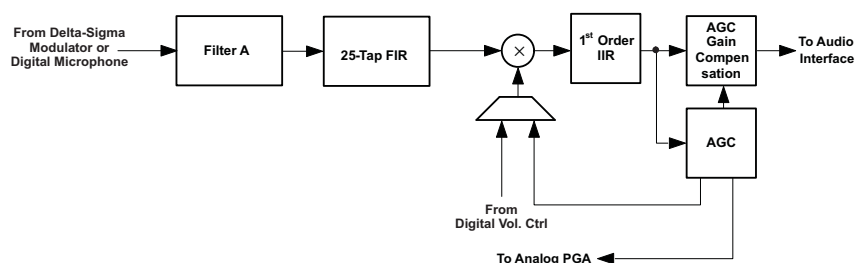 From Delta-Sigma
Modulator or
Digital Microphone
Filter A
25-Tap FIR
×
1st Order
IIR
AGC
Gain
Compen
sation
To Audio
Interface
AGC
From
Digital Vol. Ctrl
To Analog PGA